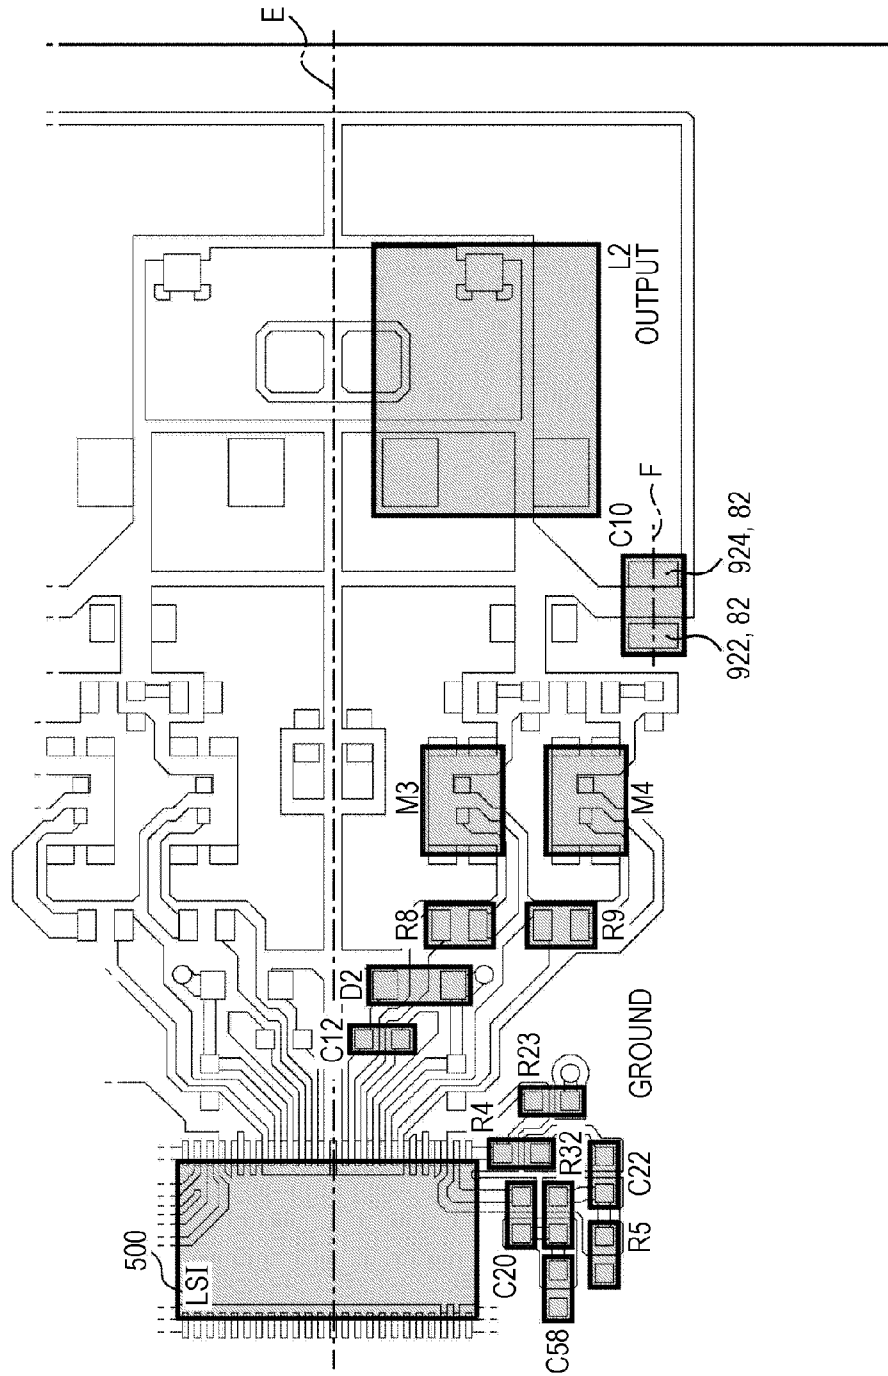 E
L2
OUTPUT
C10
F
924, 82
922, 82
M3
M4
R8
R9
D2
C12
GROUND
R23
R4
R32
C22
500
LSI
C20
R5
C58